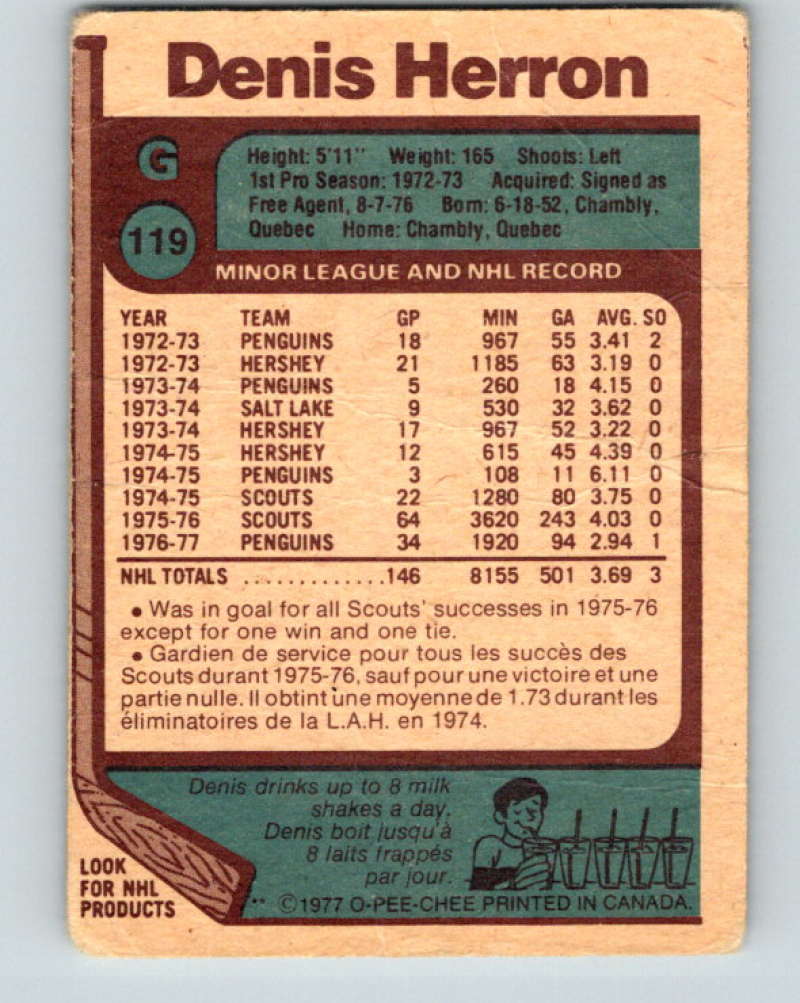 Denis Herron
G
119
Height: 5'11" Weight: 165 Shoots: Left
1st Pro Season: 1972-73 Acquired: Signed as
Free Agent, 8-7-76 Born: 6-18-52, Chambly,
Quebec Home: Chambly, Quebec
MINOR LEAGUE AND NHL RECORD
YEAR TEAM GP MIN GA AVG. SO
1972-73 PENGUINS 18 967 55 3.41 2
1972-73 HERSHEY 21 1185 63 3.19 0
1973-74 PENGUINS 5 260 18 4.15 0
1973-74 SALT LAKE 9 530 32 3.62 0
1973-74 HERSHEY 17 967 52 3.22 0
1974-75 HERSHEY 12 615 45 4.39 0
1974-75 PENGUINS 3 108 11 6.11 0
1974-75 SCOUTS 22 1280 80 3.75 0
1975-76 SCOUTS 64 3620 243 4.03 0
1976-77 PENGUINS 34 1920 94 2.94 1
NHL TOTALS .............146 8155 501 3.69 3
• Was in goal for all Scouts' successes in 1975-76
except for one win and one tie.
• Gardien de service pour tous les succès des
Scouts durant 1975-76, sauf pour une victoire et une
partie nulle. Il obtint une moyenne de 1.73 durant les
éliminatoires de la L.A.H. en 1974.
Denis drinks up to 8 milk
shakes a day.
Denis boit jusqu'à
8 laits frappés
par jour.
LOOK
FOR NHL
PRODUCTS
** ©1977 O-PEE-CHEE PRINTED IN CANADA.